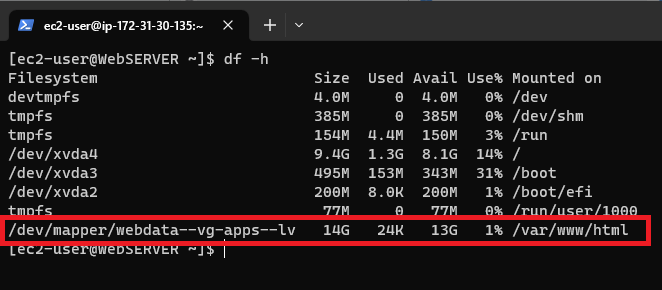 ec2-user@ip-172-31-30-135:~
[ec2-user@WebSERVER ~]$ df -h
Filesystem Size Used Avail Use% Mounted on
devtmpfs 4.0M 0 4.0M 0% /dev
tmpfs 385M 0 385M 0% /dev/shm
tmpfs 154M 4.4M 150M 3% /run
/dev/xvda4 9.4G 1.3G 8.1G 14% /
/dev/xvda3 495M 153M 343M 31% /boot
/dev/xvda2 200M 8.0K 200M 1% /boot/efi
tmpfs 77M 0 77M 0% /run/user/1000
/dev/mapper/webdata--vg-apps--lv 14G 24K 13G 1% /var/www/html
[ec2-user@WebSERVER ~]$